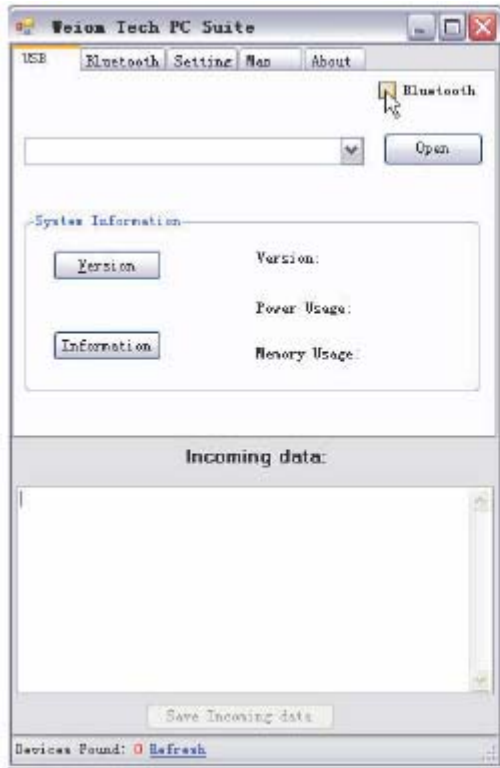 Weiom Tech PC Suite
USB Bluetooth Setting Map About
Bluetooth
Open
System Information
Version Version:
Power Usage:
Information Memory Usage:
Incoming data:
Save Incoming data
Devices Found: 0 Refresh